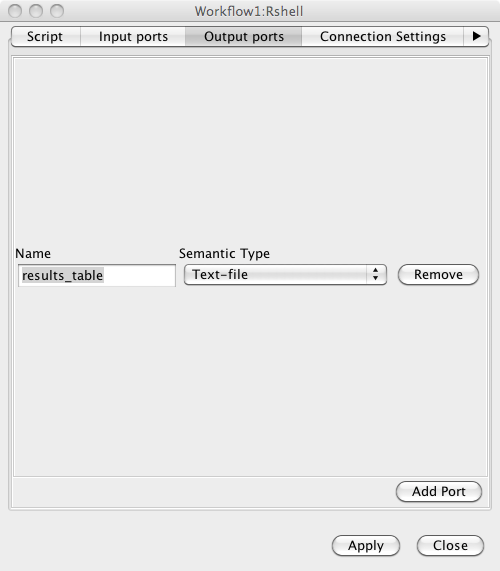 Workflow1:Rshell
Script Input ports Output ports Connection Settings
Name Semantic Type
results_table Text-file Remove
Add Port
Apply Close